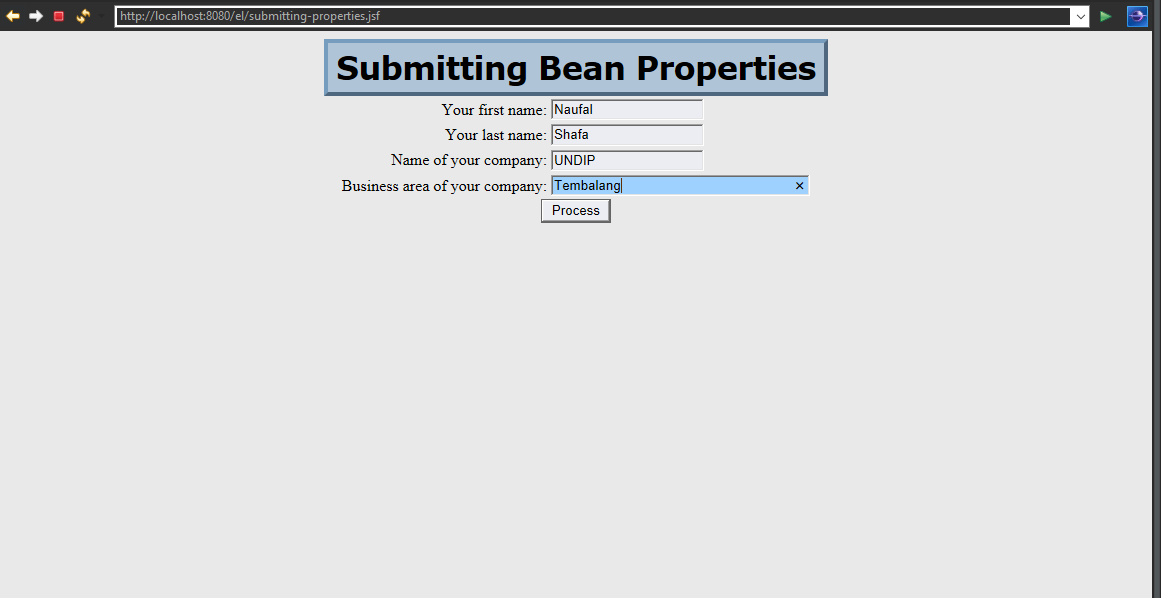 http://localhost:8080/el/submitting-properties.jsf
Submitting Bean Properties
Your first name: Naufal
Your last name: Shafa
Name of your company: UNDIP
Business area of your company: Tembalang
Process